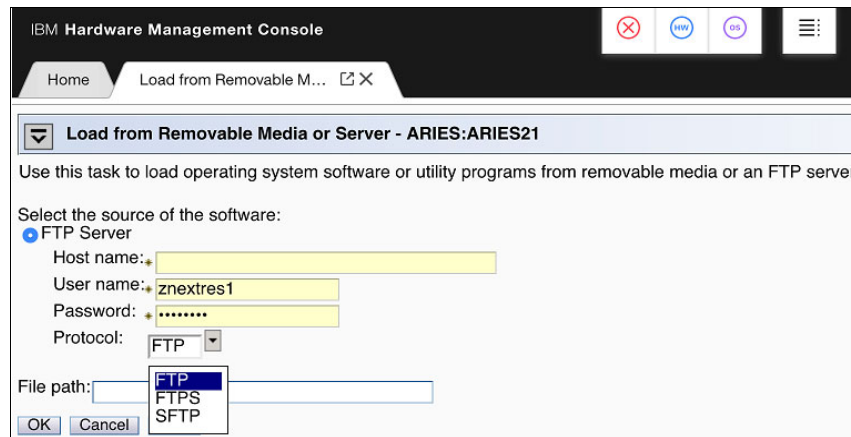 IBM Hardware Management Console
HW
OS
Home
Load from Removable M...
Load from Removable Media or Server - ARIES:ARIES21
Use this task to load operating system software or utility programs from removable media or an FTP serve
Select the source of the software:
FTP Server
Host name:
User name: znextres1
Password: ••••••••
Protocol: FTP
FTP
FTPS
SFTP
File path:
OK Cancel